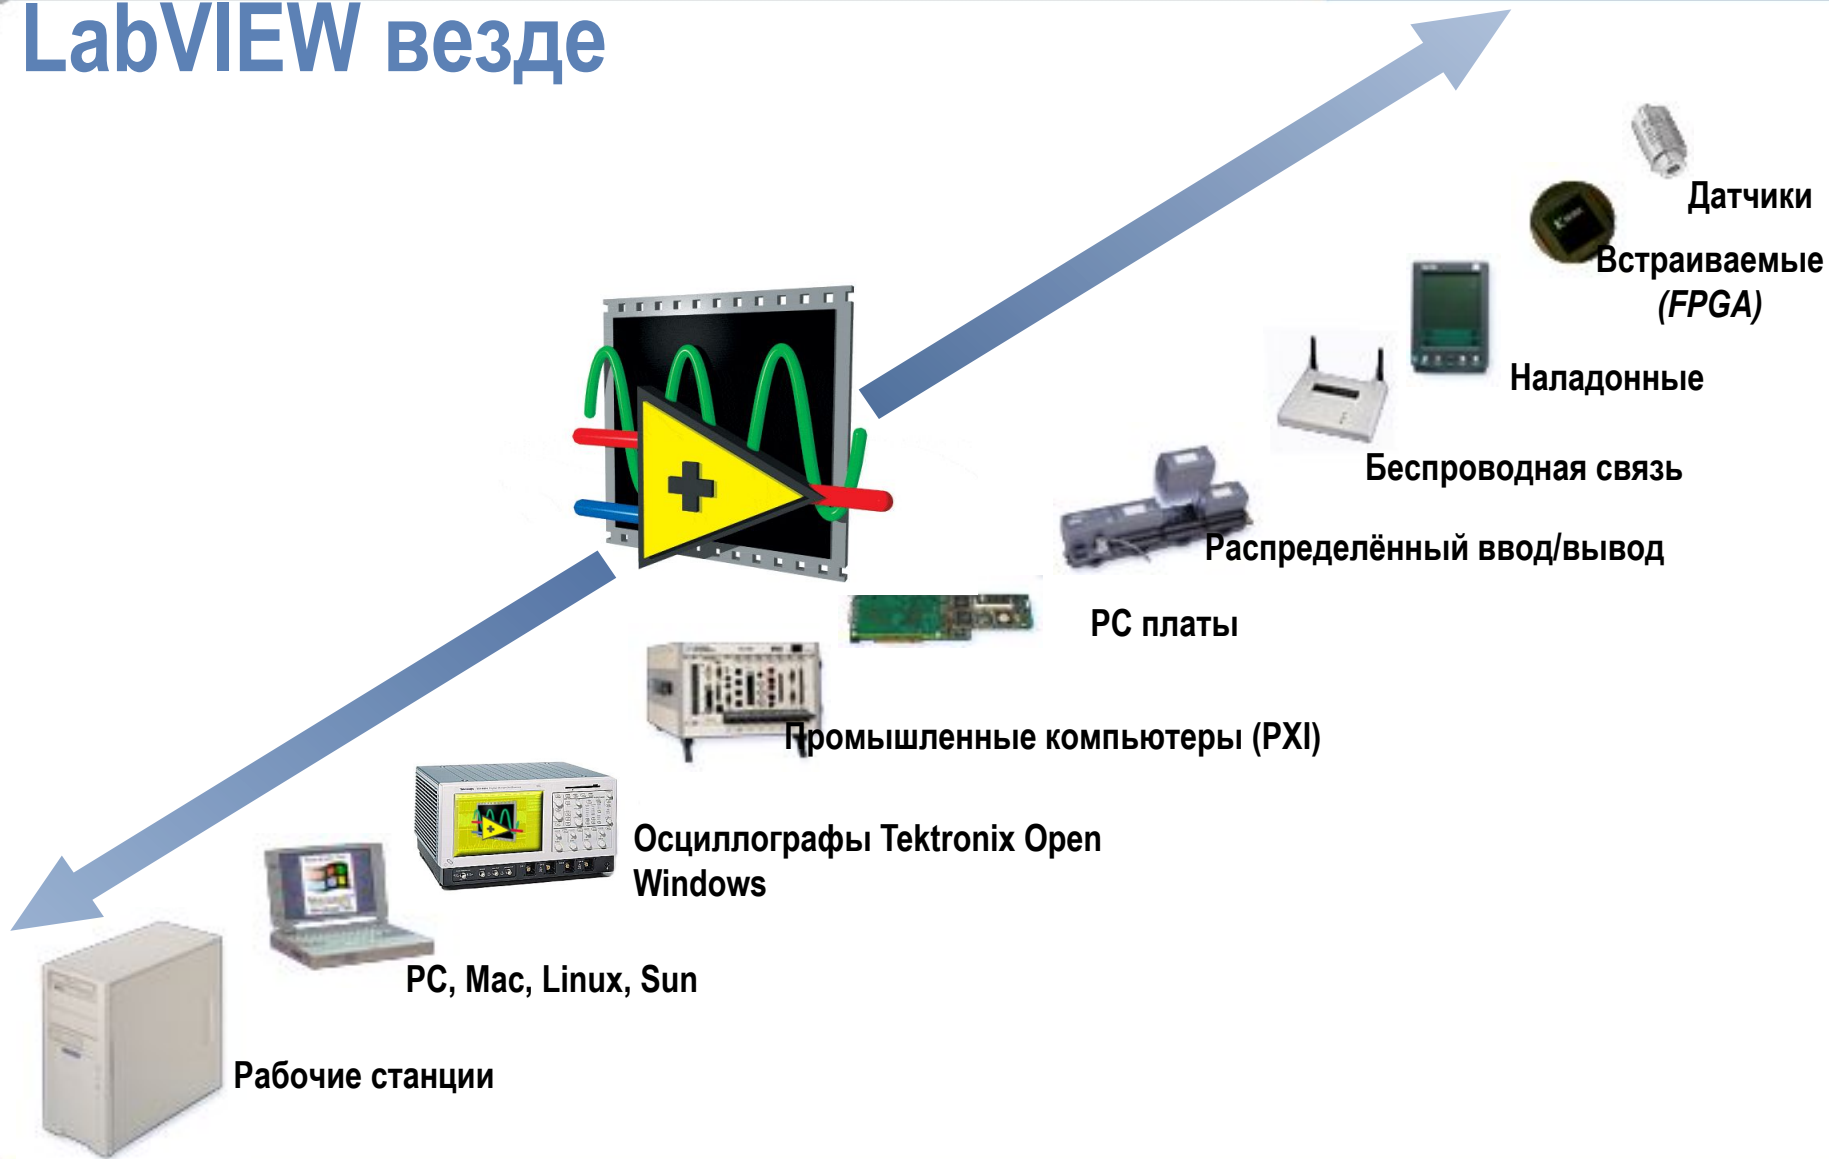 LabVIEW везде
Датчики
Встраиваемые
(FPGA)
Наладонные
Беспроводная связь
Распределённый ввод/вывод
PC платы
Промышленные компьютеры (PXI)
Осциллографы Tektronix Open
Windows
PC, Mac, Linux, Sun
Рабочие станции